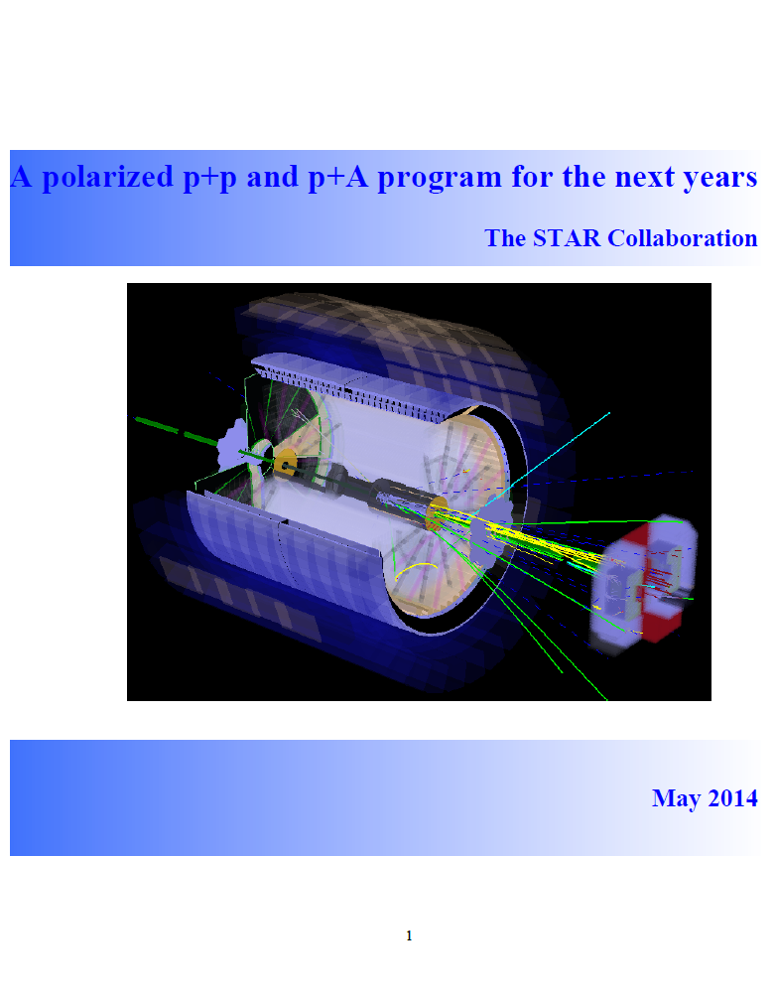 A polarized p+p and p+A program for the next years
The STAR Collaboration
May 2014
1